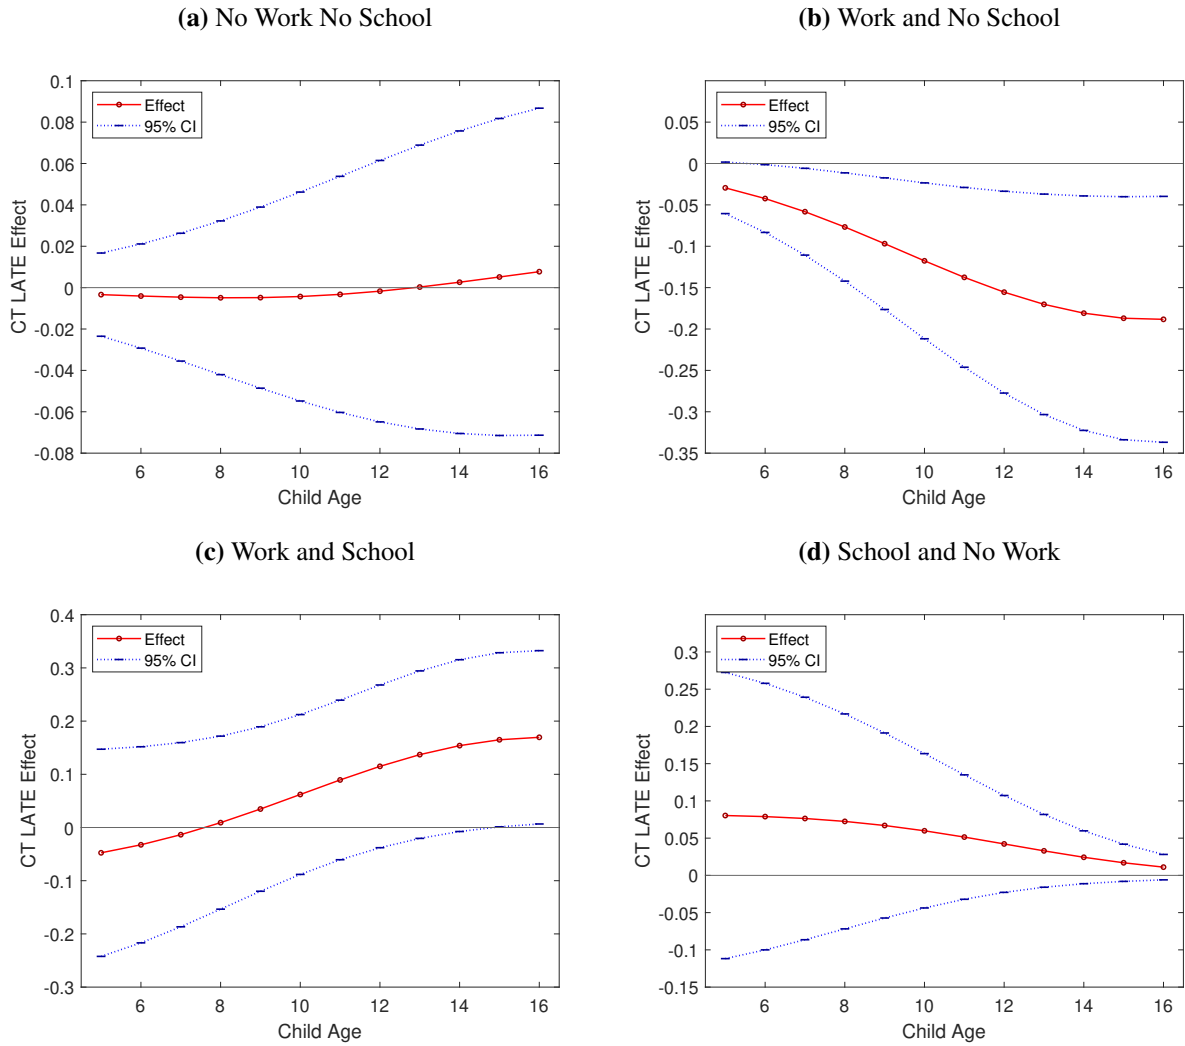 (a) No Work No School
0.1
0.08
0.06
0.04
0.02
0
-0.02
-0.04
-0.06
-0.08
CT LATE Effect
Effect
95% CI
6 8 10 12 14 16
Child Age
(b) Work and No School
0.05
0
-0.05
-0.1
-0.15
-0.2
-0.25
-0.3
-0.35
CT LATE Effect
Effect
95% CI
6 8 10 12 14 16
Child Age
(c) Work and School
0.4
0.3
0.2
0.1
0
-0.1
-0.2
-0.3
CT LATE Effect
Effect
95% CI
6 8 10 12 14 16
Child Age
(d) School and No Work
0.3
0.25
0.2
0.15
0.1
0.05
0
-0.05
-0.1
-0.15
CT LATE Effect
Effect
95% CI
6 8 10 12 14 16
Child Age